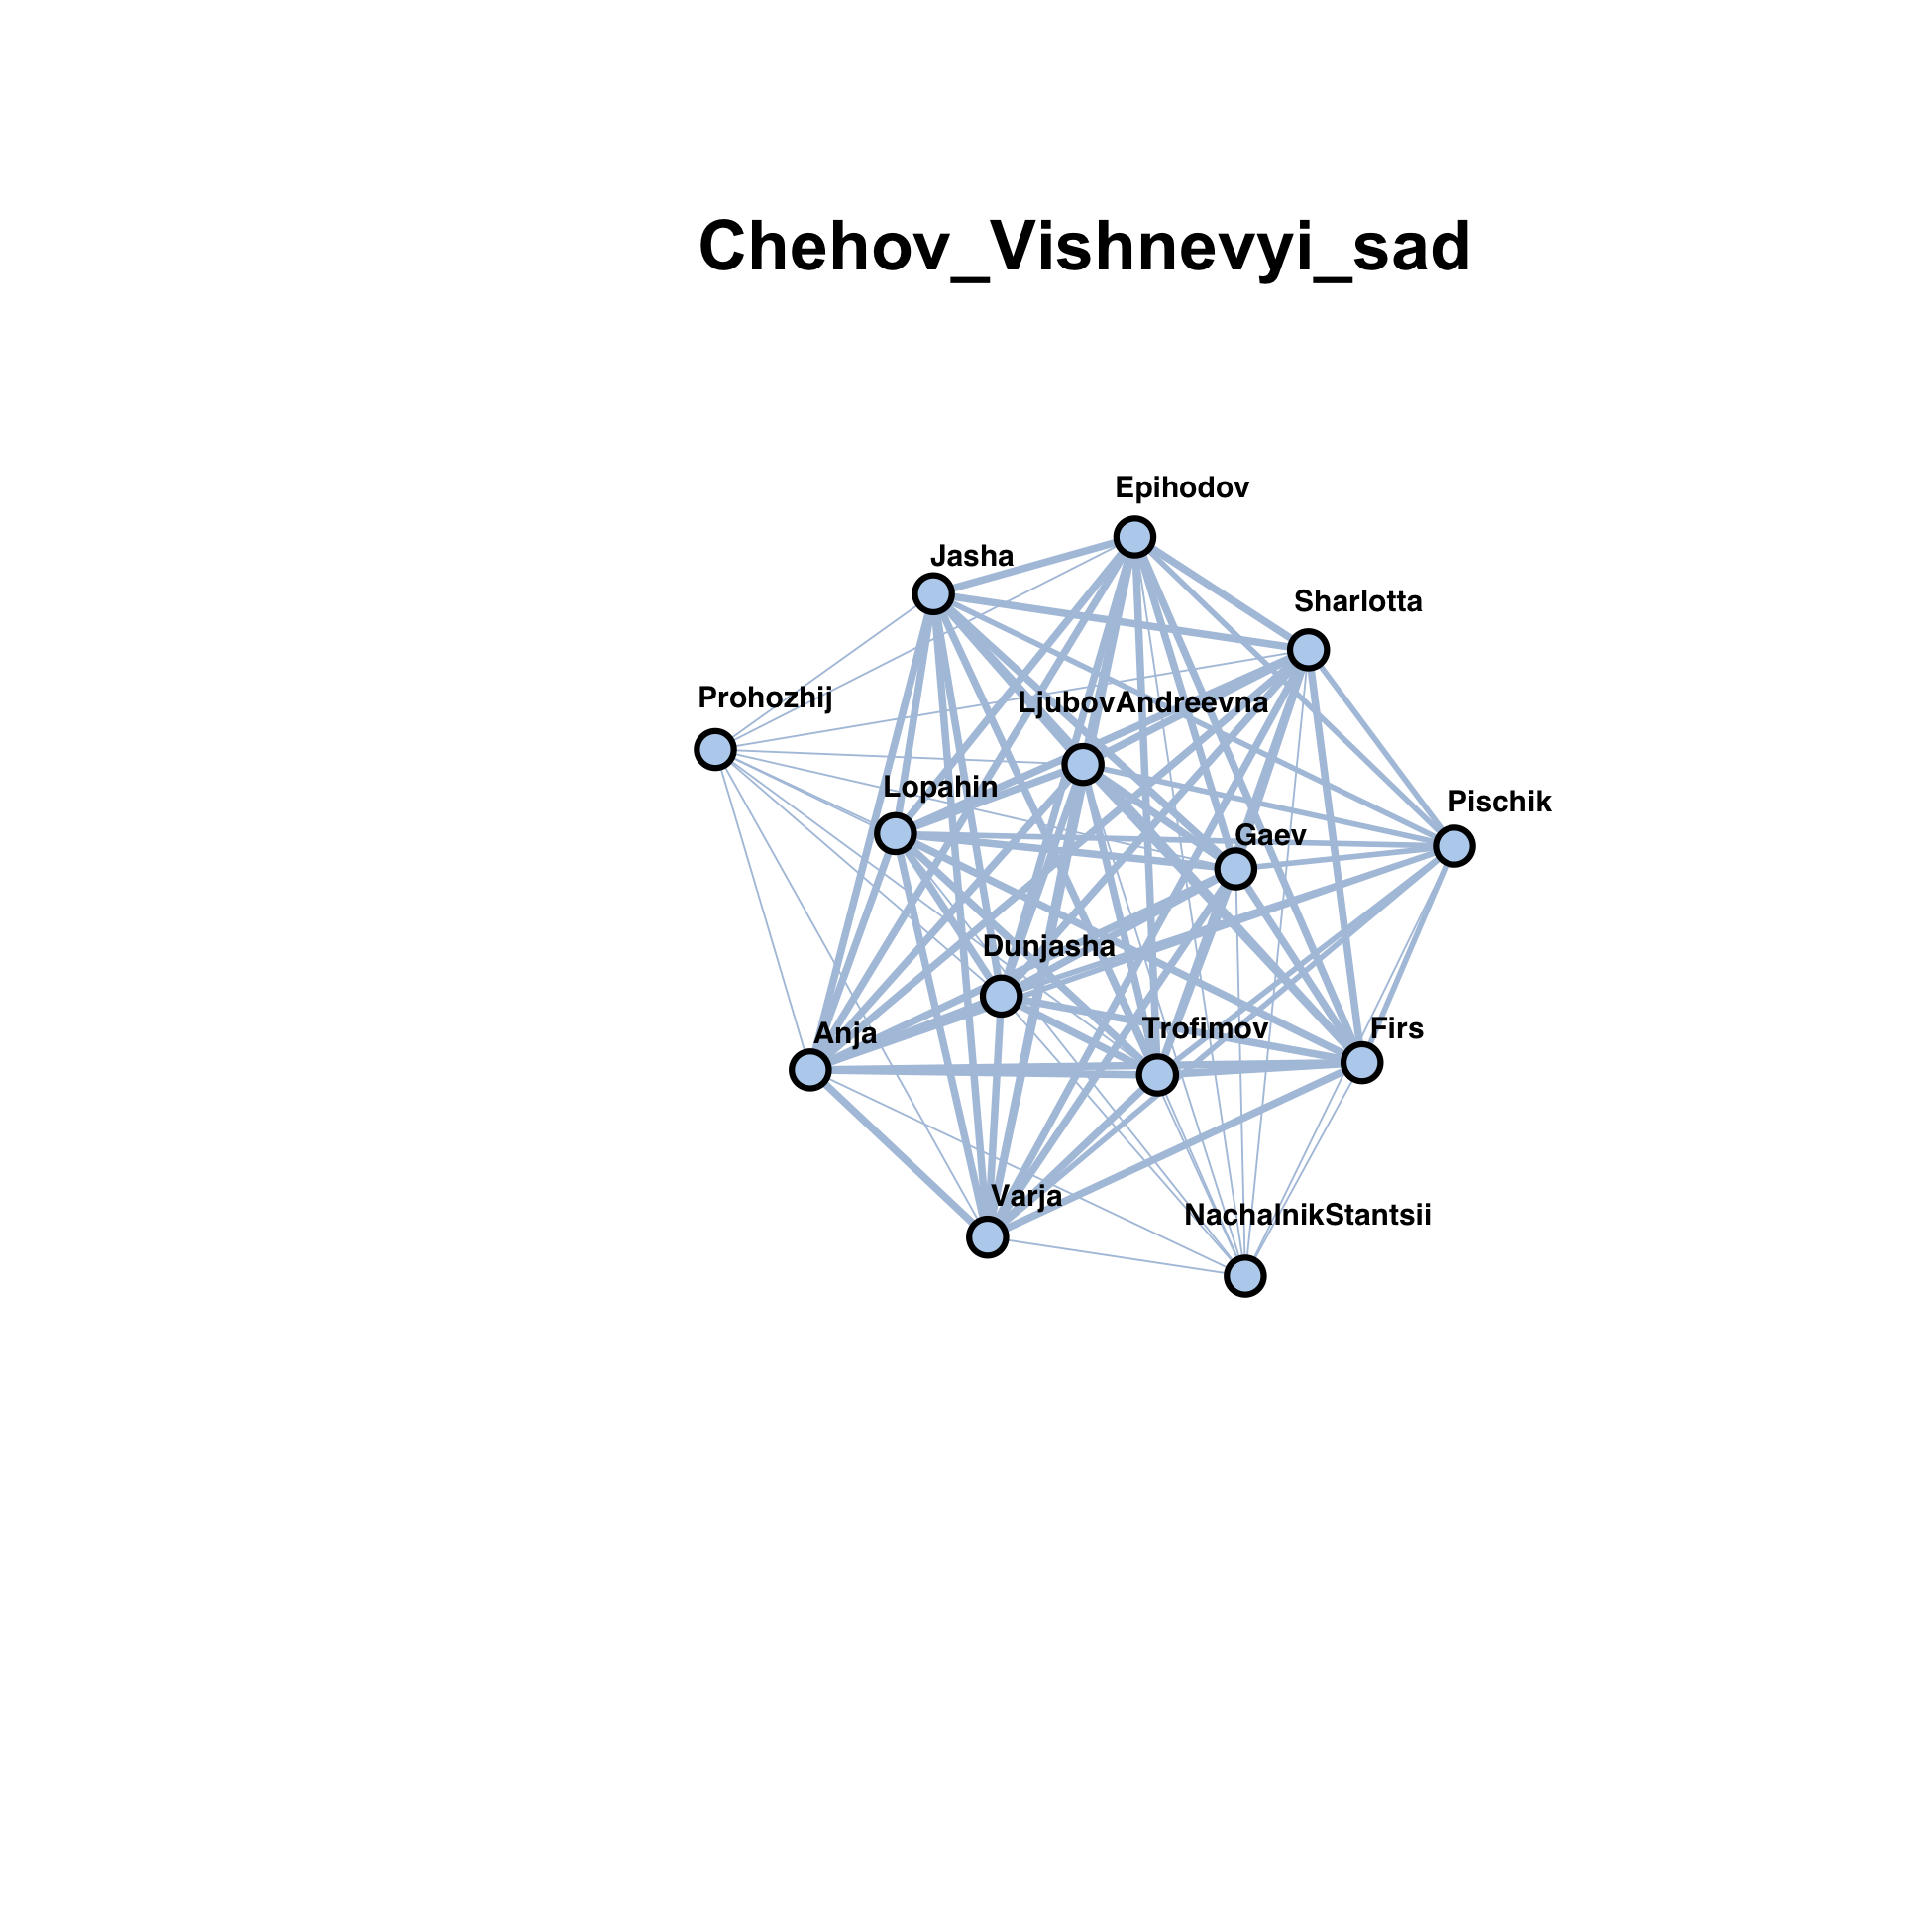 Chehov_Vishnevyi_sad
Epihodov
Jasha
Sharlotta
Prohozhij
LjubovAndreevna
Lopahin
Pischik
Gaev
Dunjasha
Trofimov
Firs
Anja
Varja
NachalnikStantsii